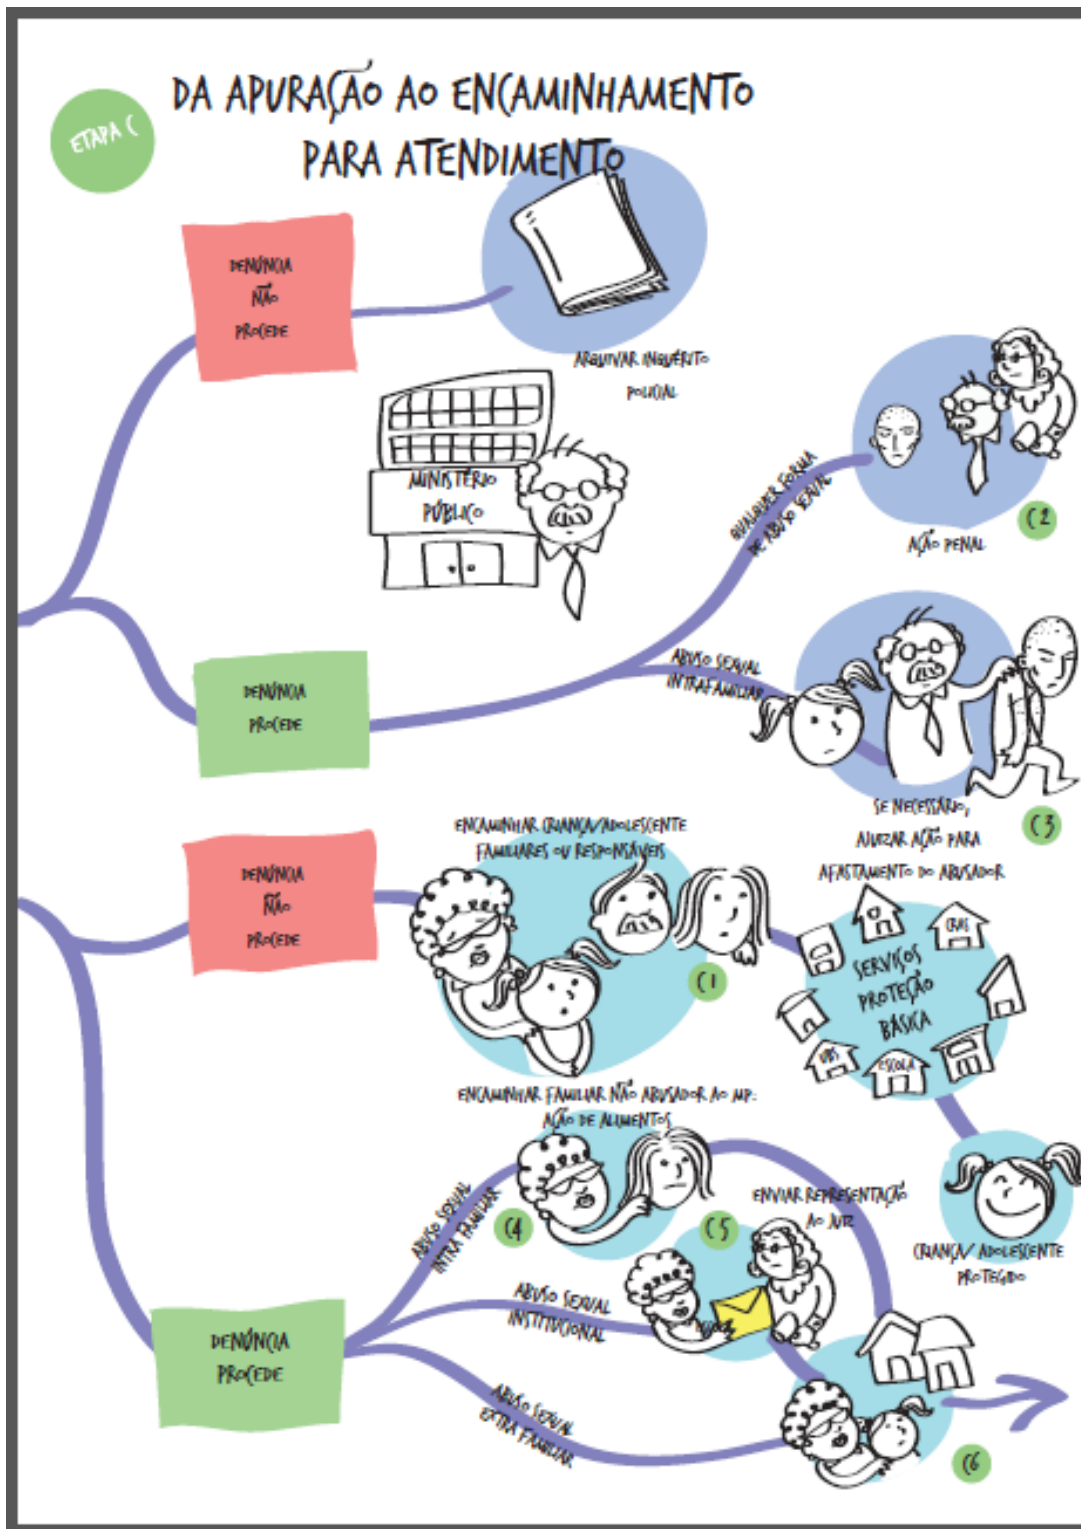 ETAPA C
DA APURAÇÃO AO ENCAMINHAMENTO
PARA ATENDIMENTO
DENÚNCIA
NÃO
PROCEDE
ARQUIVAR INQUÉRITO
POLICIAL
MINISTÉRIO
PÚBLICO
QUALQUER FORMA
DE ABUSO SEXUAL
C2
AÇÃO PENAL
DENÚNCIA
PROCEDE
ABUSO SEXUAL
INTRAFAMILIAR
SE NECESSÁRIO,
AJUIZAR AÇÃO PARA
AFASTAMENTO DO ABUSADOR
C3
DENÚNCIA
NÃO
PROCEDE
ENCAMINHAR CRIANÇA/ADOLESCENTE
FAMILIARES OU RESPONSÁVEIS
C1
CRAS
SERVIÇOS
PROTEÇÃO
BÁSICA
UBS
ESCOLA
CRIANÇA/ ADOLESCENTE
PROTEGIDO
ENCAMINHAR FAMILIAR NÃO ABUSADOR AO MP:
AÇÃO DE ALIMENTOS
ABUSO SEXUAL
INTRA FAMILIAR
C4
C5
ENVIAR REPRESENTAÇÃO
AO JUIZ
DENÚNCIA
PROCEDE
ABUSO SEXUAL
INSTITUCIONAL
ABUSO SEXUAL
EXTRA FAMILIAR
C6